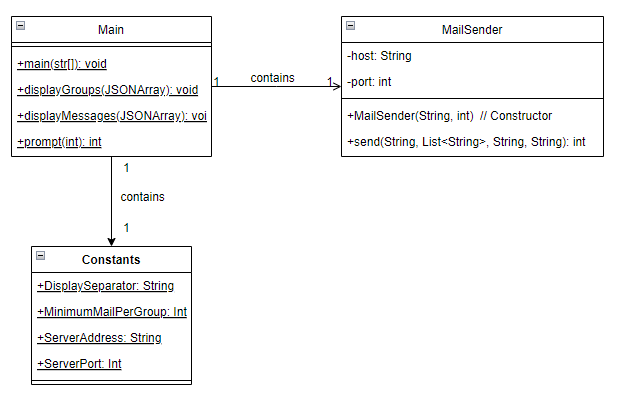 Main
+main(str[]): void
+displayGroups(JSONArray): void
+displayMessages(JSONArray): voi
+prompt(int): int
1
contains
1
MailSender
-host: String
-port: int
+MailSender(String, int) // Constructor
+send(String, List<String>, String, String): int
1
contains
1
Constants
+DisplaySeparator: String
+MinimumMailPerGroup: Int
+ServerAddress: String
+ServerPort: Int